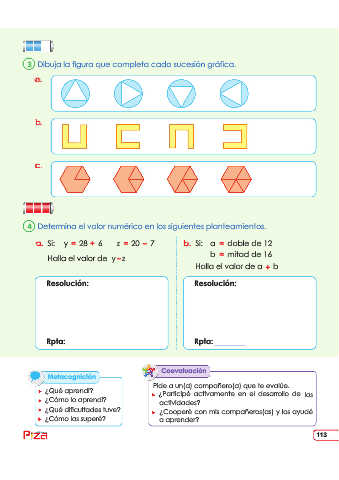 3 Dibuja la figura que completa cada sucesión gráfica.
a.
b.
c.
4 Determina el valor numérico en los siguientes planteamientos.
a. Si: y = 28 + 6 z = 20 - 7
Halla el valor de y-z
b. Si: a = doble de 12
b = mitad de 16
Halla el valor de a + b
Resolución:
Rpta:
Resolución:
Rpta: ________
Metacognición
¿Qué aprendí?
¿Cómo lo aprendí?
¿Qué dificultades tuve?
¿Cómo las superé?
Coevaluación
Pide a un(a) compañero(a) que te evalúe.
¿Participé activamente en el desarrollo de las
actividades?
¿Cooperé con mis compañeros(as) y los ayudé
a aprender?
Piza
113